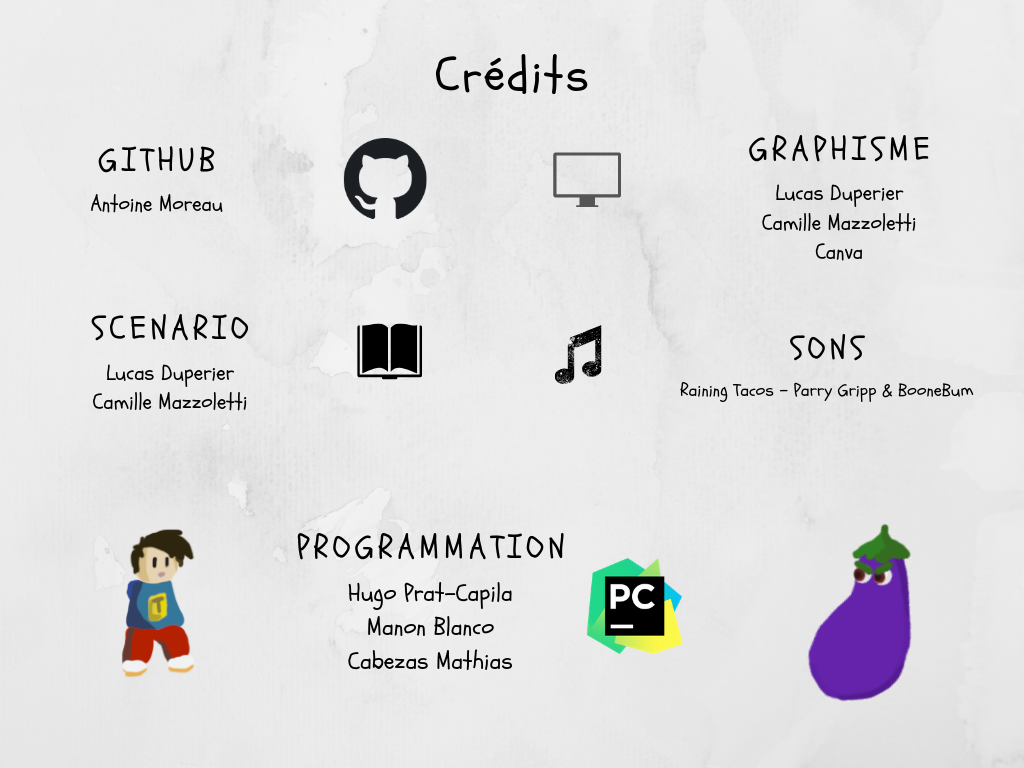 Crédits
GITHUB
Antoine Moreau
GRAPHISME
Lucas Duperier
Camille Mazzoletti
Canva
SCENARIO
Lucas Duperier
Camille Mazzoletti
SONS
Raining Tacos - Parry Gripp & BooneBum
PROGRAMMATION
Hugo Prat-Capila
Manon Blanco
Cabezas Mathias
T
PC